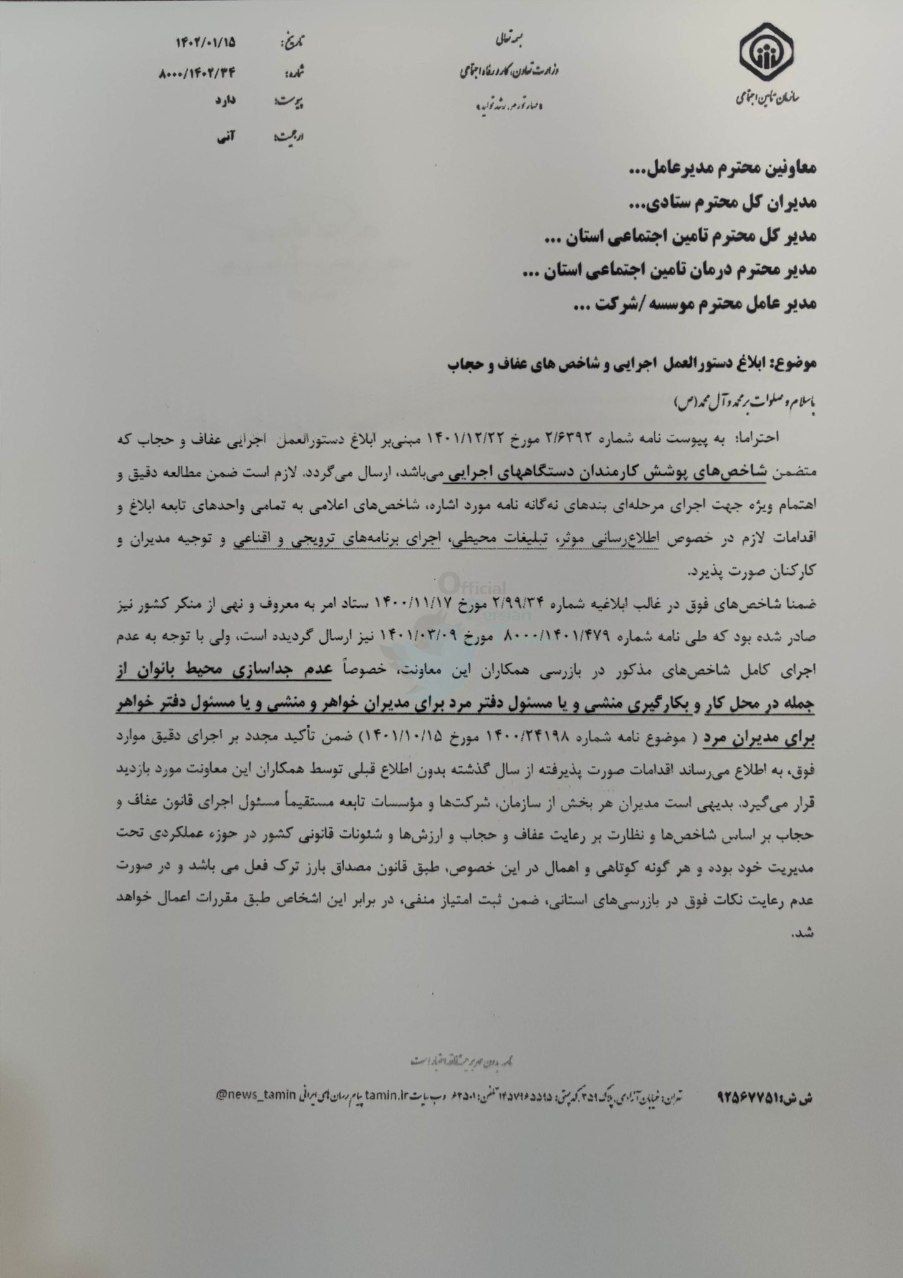 سازمان تأمین اجتماعی
بسمه تعالی
وزارت تعاون، کار و رفاه اجتماعی
«مهار تورم، رشد تولید»
تاریخ: ۱۴۰۲/۰۱/۱۵
شماره: ۸۰۰۰/۱۴۰۲/۳۴
پیوست: دارد
ارجحیت: آنی
معاونین محترم مدیرعامل...
مدیران کل محترم ستادی...
مدیر کل محترم تامین اجتماعی استان ...
مدیر محترم درمان تامین اجتماعی استان ...
مدیر عامل محترم موسسه /شرکت ...
موضوع: ابلاغ دستورالعمل اجرایی و شاخص های عفاف و حجاب
باسلام و صلوات بر محمد و آل محمد(ص)
احتراما؛ به پیوست نامه شماره ۲/۶۳۹۲ مورخ ۱۴۰۱/۱۲/۲۲ مبنی‌بر ابلاغ دستورالعمل اجرایی عفاف و حجاب که
متضمن شاخص‌های پوشش کارمندان دستگاههای اجرایی می‌باشد، ارسال می‌گردد. لازم است ضمن مطالعه دقیق و
اهتمام ویژه جهت اجرای مرحله‌ای بندهای نه‌گانه نامه مورد اشاره، شاخص‌های اعلامی به تمامی واحدهای تابعه ابلاغ و
اقدامات لازم در خصوص اطلاع‌رسانی موثر، تبلیغات محیطی، اجرای برنامه‌های ترویجی و اقناعی و توجیه مدیران و
کارکنان صورت پذیرد.
ضمنا شاخص‌های فوق در غالب ابلاغیه شماره ۲/۹۹/۳۴ مورخ ۱۴۰۰/۱۱/۱۷ ستاد امر به معروف و نهی از منکر کشور نیز
صادر شده بود که طی نامه شماره ۸۰۰۰/۱۴۰۱/۴۷۹ مورخ ۱۴۰۱/۰۳/۰۹ نیز ارسال گردیده است، ولی با توجه به عدم
اجرای کامل شاخص‌های مذکور در بازرسی همکاران این معاونت، خصوصاً عدم جداسازی محیط بانوان از
جمله در محل کار و بکارگیری منشی و یا مسئول دفتر مرد برای مدیران خواهر و منشی و یا مسئول دفتر خواهر
برای مدیران مرد ( موضوع نامه شماره ۱۴۰۰/۲۴۱۹۸ مورخ ۱۴۰۱/۱۰/۱۵) ضمن تأکید مجدد بر اجرای دقیق موارد
فوق، به اطلاع می‌رساند اقدامات صورت پذیرفته از سال گذشته بدون اطلاع قبلی توسط همکاران این معاونت مورد بازدید
قرار می‌گیرد. بدیهی است مدیران هر بخش از سازمان، شرکت‌ها و مؤسسات تابعه مستقیماً مسئول اجرای قانون عفاف و
حجاب بر اساس شاخص‌ها و نظارت بر رعایت عفاف و حجاب و ارزش‌ها و شئونات قانونی کشور در حوزه عملکردی تحت
مدیریت خود بوده و هر گونه کوتاهی و اهمال در این خصوص، طبق قانون مصداق بارز ترک فعل می باشد و در صورت
عدم رعایت نکات فوق در بازرسی‌های استانی، ضمن ثبت امتیاز منفی، در برابر این اشخاص طبق مقررات اعمال خواهد
شد.
Official
Persian
نامه بدون مهر برجسته فاقد اعتبار است
ش ش: ۹۲۵۶۷۷۵۱ تهران: خیابان آزادی، پلاک ۳۵۹ کدپستی: ۱۴۵۷۹۶۵۵۹۵ تلفن: ۶۴۵۰۱ وب سایت tamin.ir پیام رسان های ایرانی @news_tamin